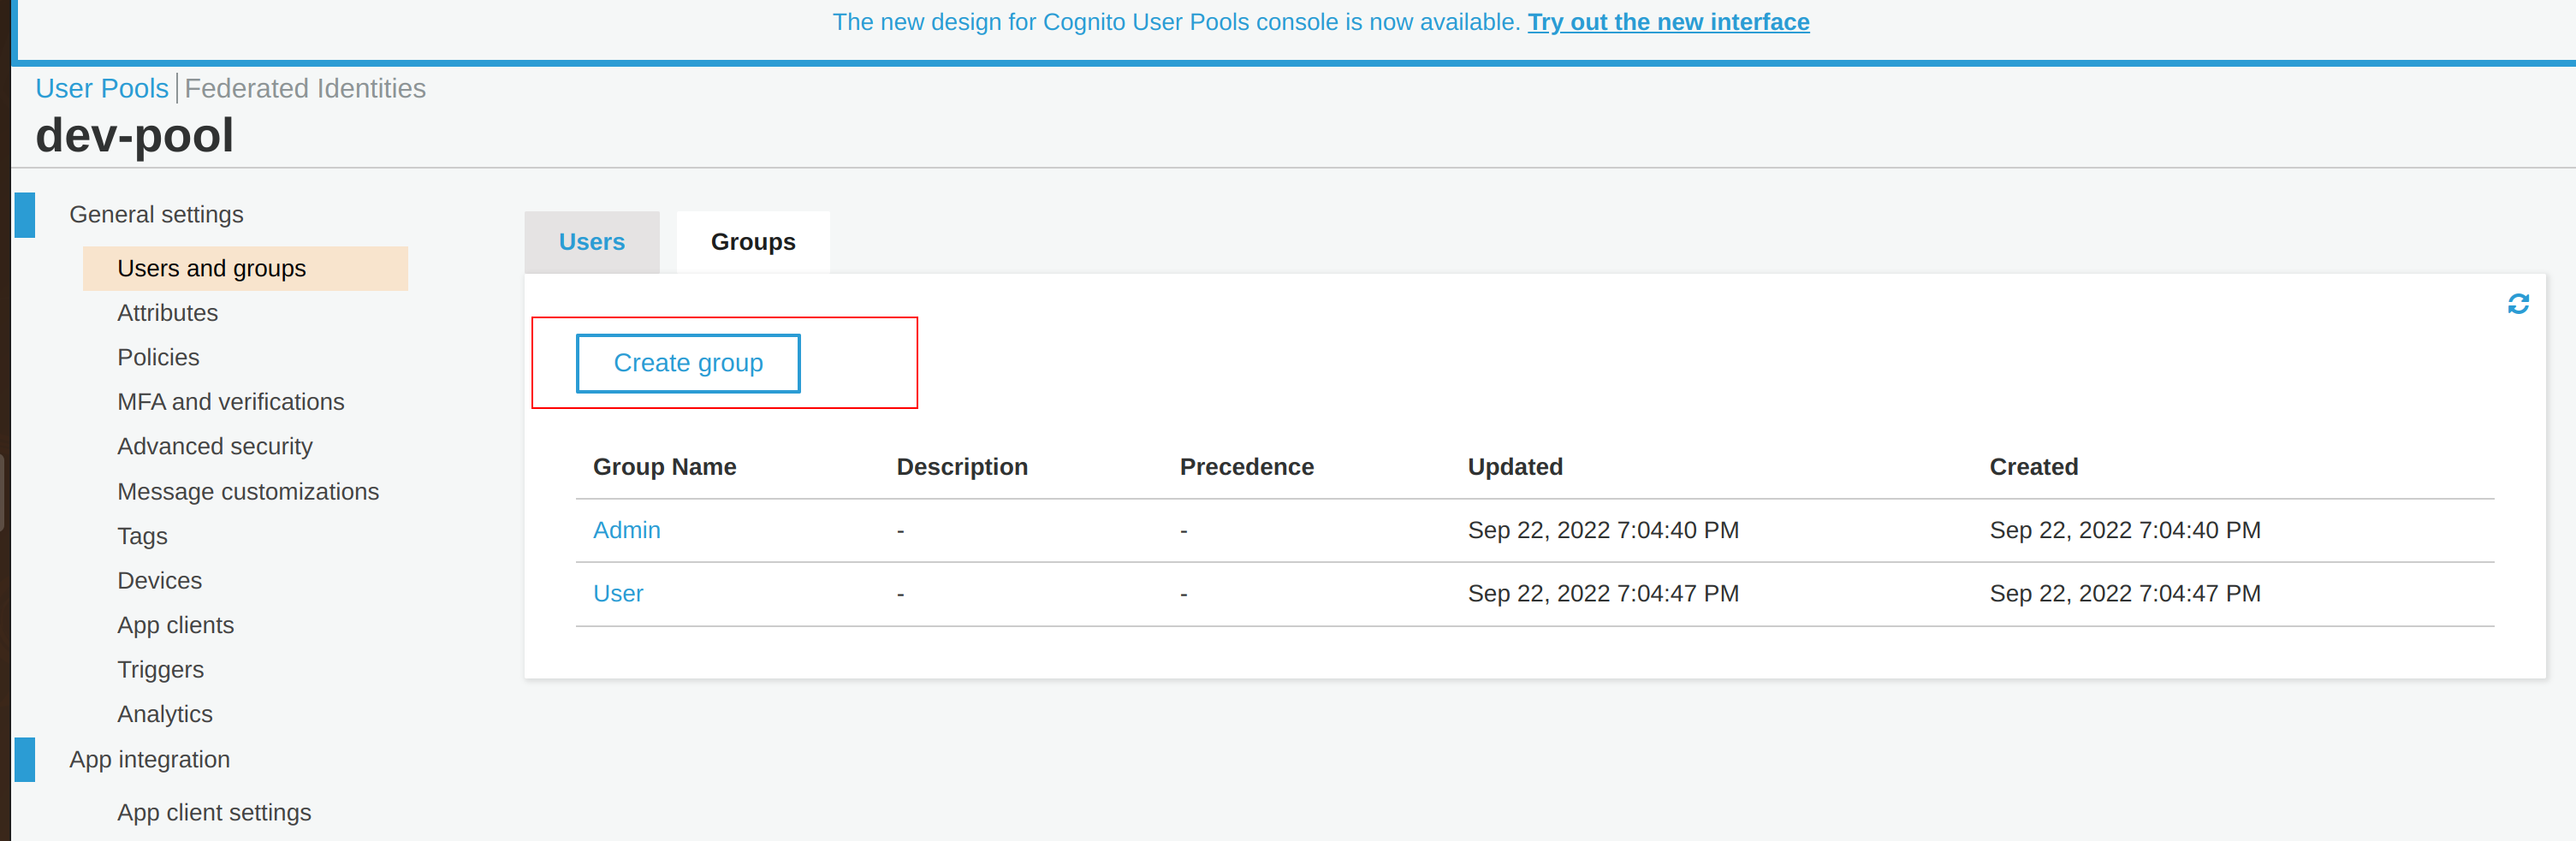 The new design for Cognito User Pools console is now available. Try out the new interface
User Pools Federated Identities
dev-pool
General settings
Users and groups
Attributes
Policies
MFA and verifications
Advanced security
Message customizations
Tags
Devices
App clients
Triggers
Analytics
App integration
App client settings
Users Groups
Create group
Group Name Description Precedence Updated Created
Admin - - Sep 22, 2022 7:04:40 PM Sep 22, 2022 7:04:40 PM
User - - Sep 22, 2022 7:04:47 PM Sep 22, 2022 7:04:47 PM